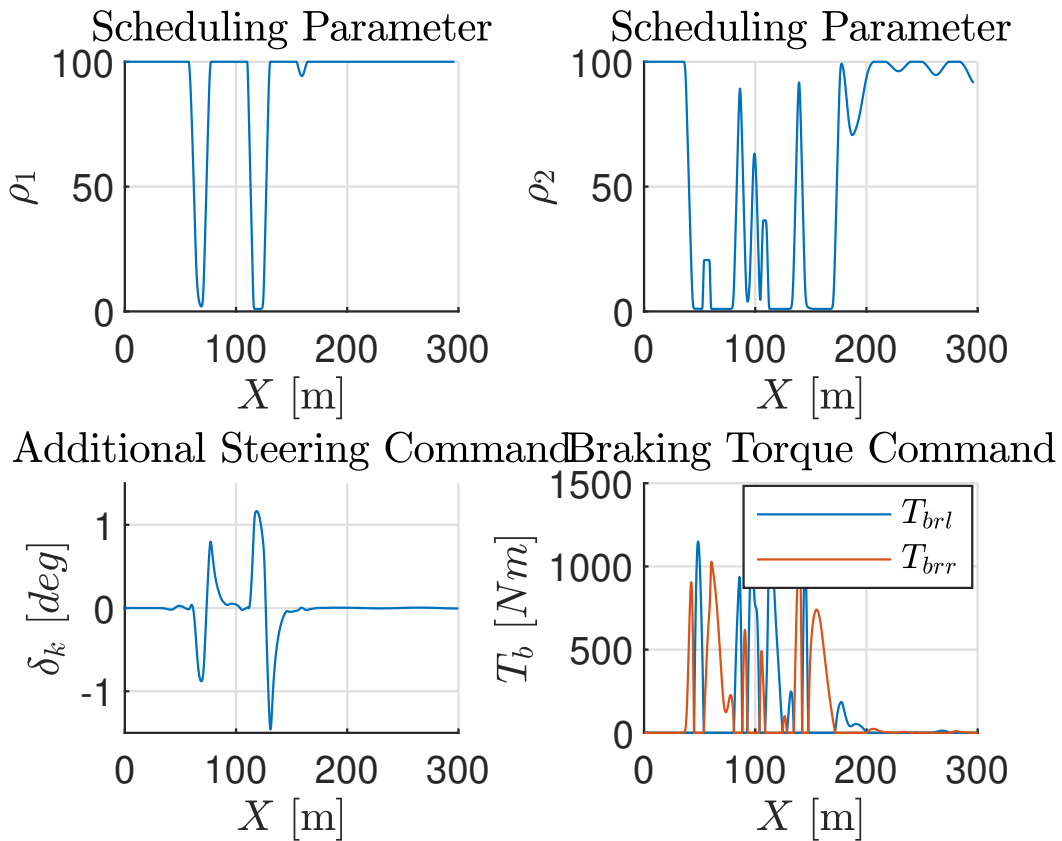 Scheduling Parameter
100
50
0
ρ1
0 100 200 300
X [m]
Scheduling Parameter
100
50
0
ρ2
0 100 200 300
X [m]
Additional Steering Command
1
0
-1
δk [deg]
0 100 200 300
X [m]
Braking Torque Command
1500
1000
500
0
Tb [Nm]
Tbrl
Tbrr
0 100 200 300
X [m]